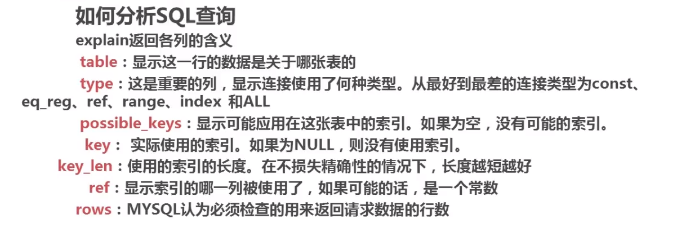 如何分析SQL查询
explain返回各列的含义
table：显示这一行的数据是关于哪张表的
type：这是重要的列，显示连接使用了何种类型。从最好到最差的连接类型为const、
eq_reg、ref、range、index 和ALL
possible_keys：显示可能应用在这张表中的索引。如果为空，没有可能的索引。
key： 实际使用的索引。如果为NULL，则没有使用索引。
key_len：使用的索引的长度。在不损失精确性的情况下，长度越短越好
ref：显示索引的哪一列被使用了，如果可能的话，是一个常数
rows：MYSQL认为必须检查的用来返回请求数据的行数